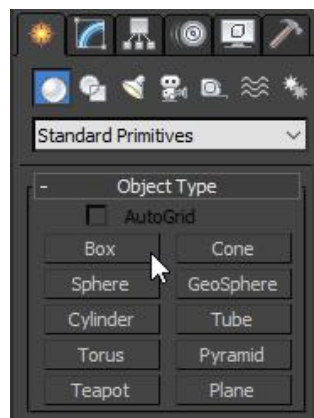 Standard Primitives
- Object Type
AutoGrid
Box Cone
Sphere GeoSphere
Cylinder Tube
Torus Pyramid
Teapot Plane